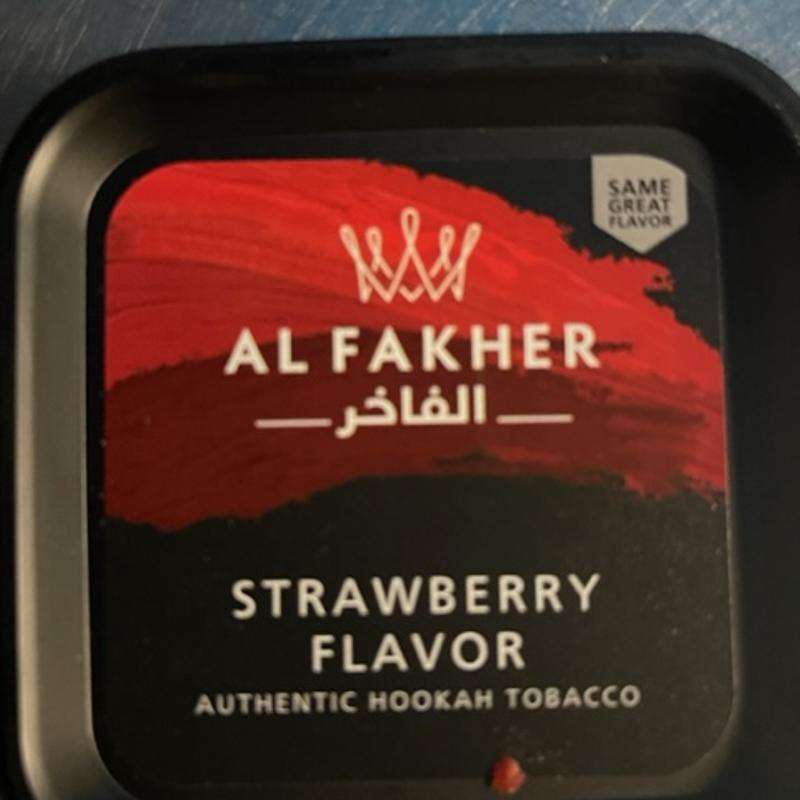 SAME
GREAT
FLAVOR
AL FAKHER
الفاخر
STRAWBERRY
FLAVOR
AUTHENTIC HOOKAH TOBACCO